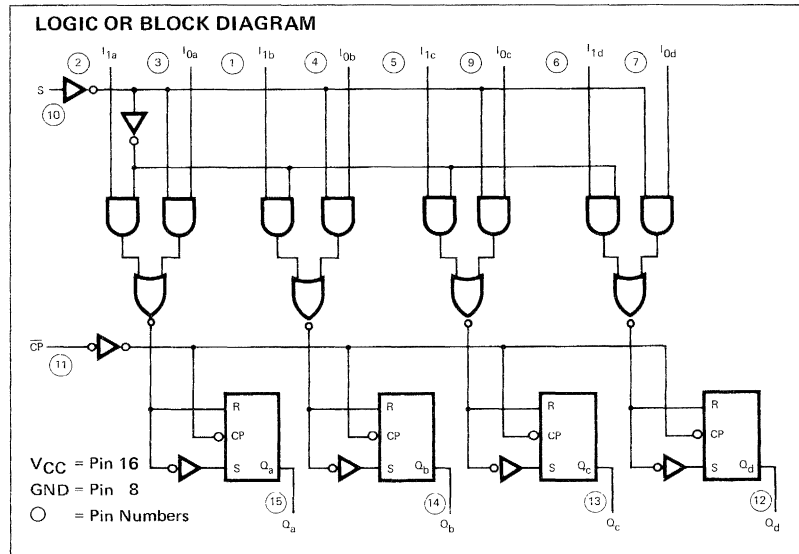 LOGIC OR BLOCK DIAGRAM
2 I1a 3 I0a 1 I1b 4 I0b 5 I1c 9 I0c 6 I1d 7 I0d
S
10
CP
11
R R R R
CP CP CP CP
S Qa S Qb S Qc S Qd
VCC = Pin 16
GND = Pin 8
= Pin Numbers
15 14 13 12
Qa Qb Qc Qd